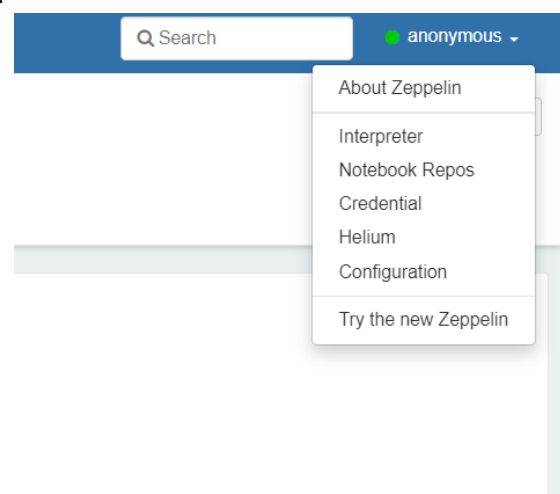 Search
anonymous
About Zeppelin
Interpreter
Notebook Repos
Credential
Helium
Configuration
Try the new Zeppelin